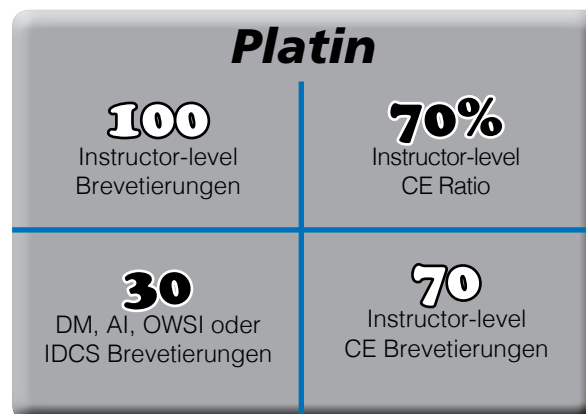 Platin
100
Instructor-level
Brevetierungen
70%
Instructor-level
CE Ratio
30
DM, AI, OWSI oder
IDCS Brevetierungen
70
Instructor-level
CE Brevetierungen